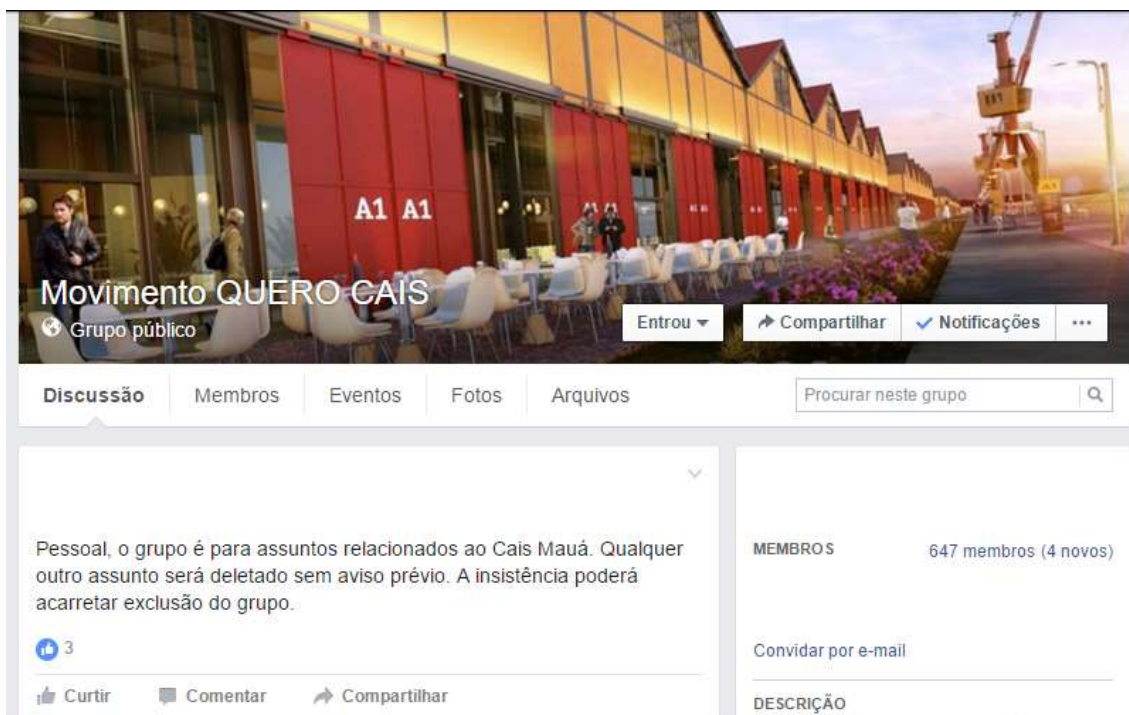 A1 A1
Movimento QUERO CAIS
Grupo público
Entrou
Compartilhar
Notificações
Discussão
Membros
Eventos
Fotos
Arquivos
Procurar neste grupo
Pessoal, o grupo é para assuntos relacionados ao Cais Mauá. Qualquer
outro assunto será deletado sem aviso prévio. A insistência poderá
acarretar exclusão do grupo.
3
Curtir
Comentar
Compartilhar
MEMBROS
647 membros (4 novos)
Convidar por e-mail
DESCRIÇÃO